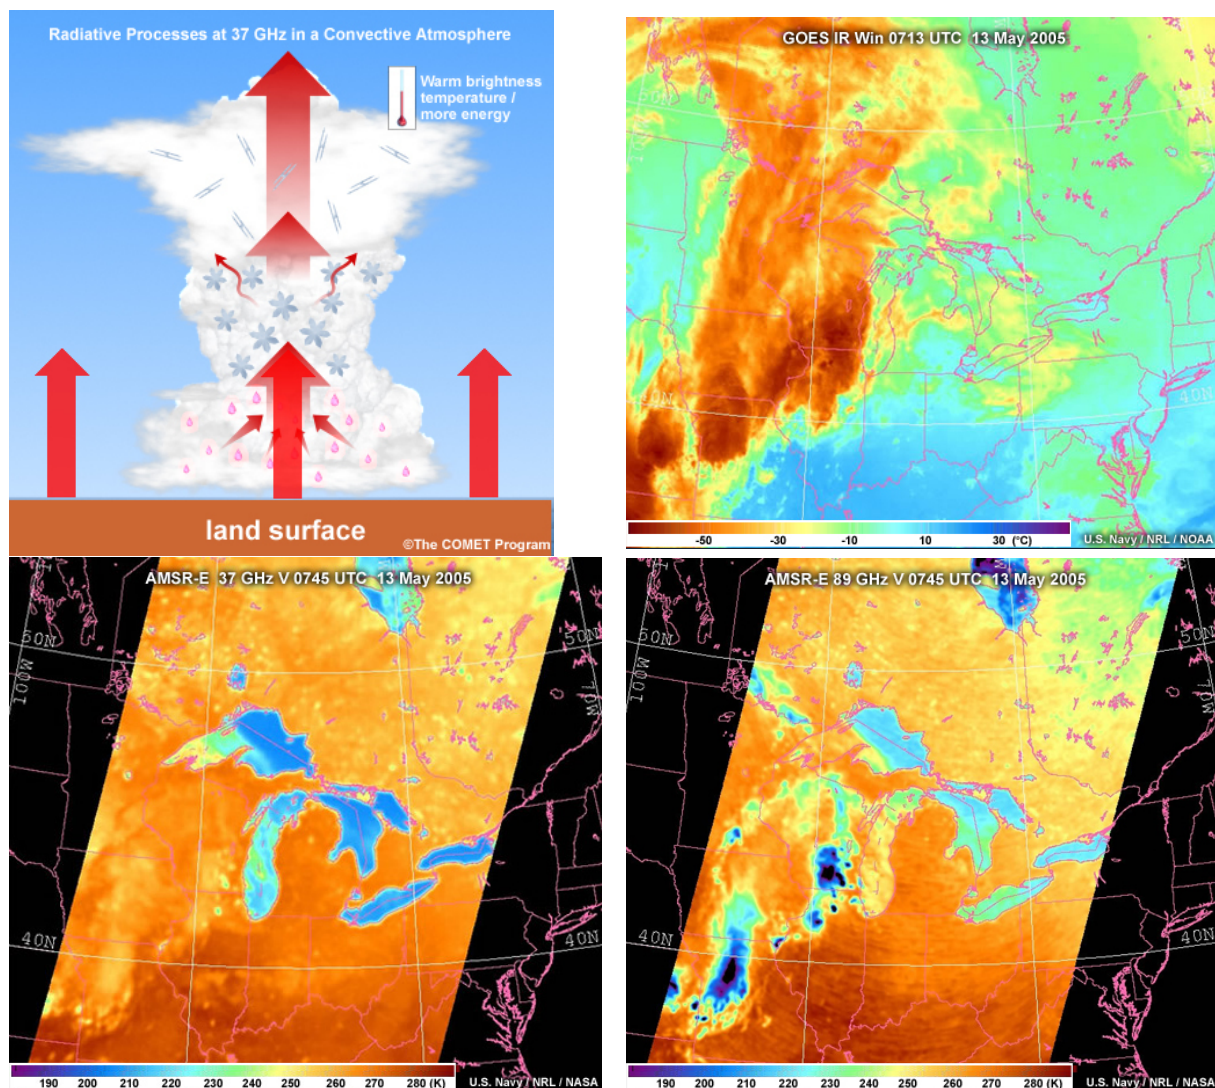 Radiative Processes at 37 GHz in a Convective Atmosphere
Warm brightness
temperature /
more energy
land surface
©The COMET Program
GOES IR Win 0713 UTC 13 May 2005
50N
100W
40N
40N
-50 -30 -10 10 30 (°C)
U.S. Navy / NRL / NOAA
AMSR-E 37 GHz V 0745 UTC 13 May 2005
50N
50N
100W
70W
40N
40N
190 200 210 220 230 240 250 260 270 280 (K)
U.S. Navy / NRL / NASA
AMSR-E 89 GHz V 0745 UTC 13 May 2005
50N
50N
100W
70W
40N
40N
190 200 210 220 230 240 250 260 270 280 (K)
U.S. Navy / NRL / NASA